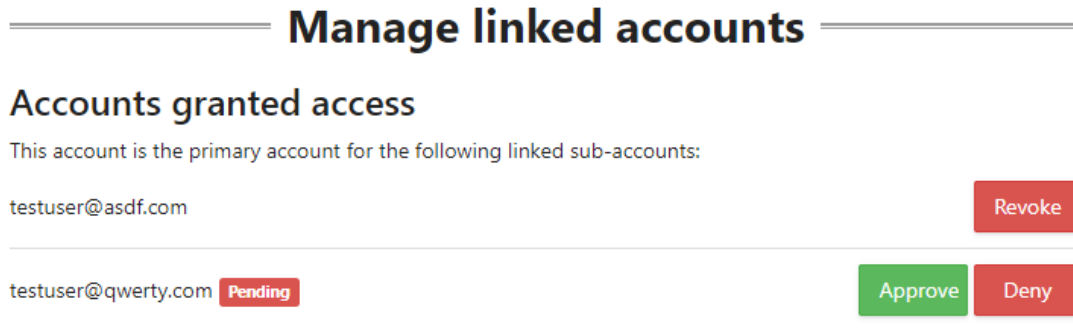 Manage linked accounts
Accounts granted access
This account is the primary account for the following linked sub-accounts:
testuser@asdf.com Revoke
testuser@qwerty.com Pending Approve Deny